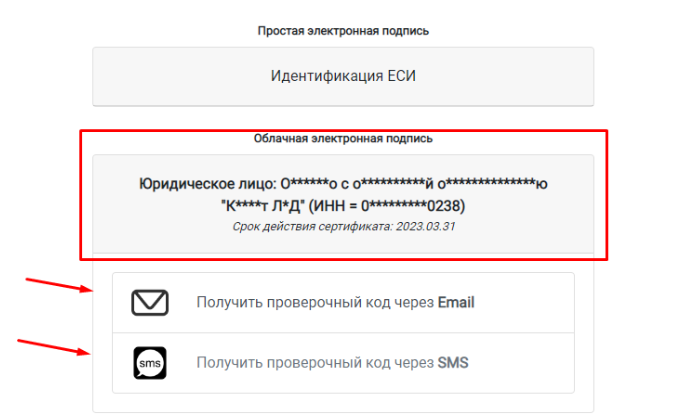 Простая электронная подпись
Идентификация ЕСИ
Облачная электронная подпись
Юридическое лицо: О******о с о**********й о**************ю
"К****т Л*Д" (ИНН = 0*********0238)
Срок действия сертификата: 2023.03.31
Получить проверочный код через Email
sms
Получить проверочный код через SMS